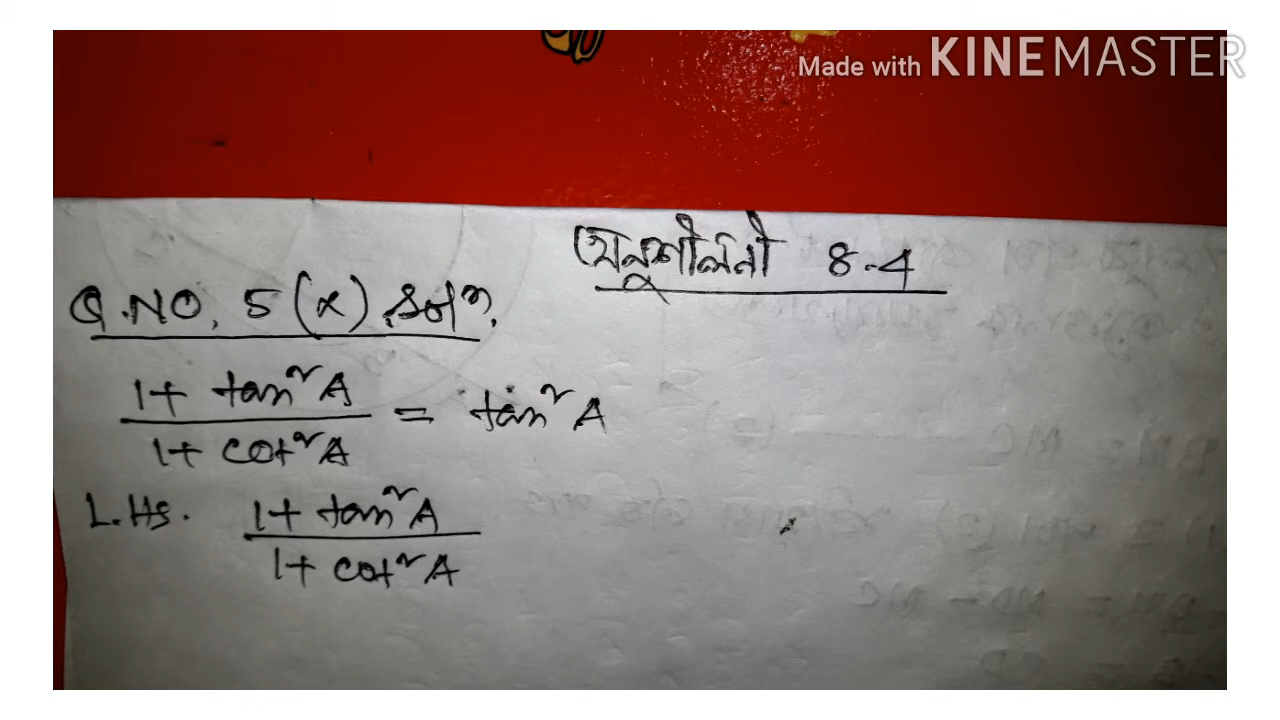 Made with KINEMASTER
অনুশীলনী 8.4
Q.NO. 5 (x) Solⁿ.
1+ tan²A
───── = tan²A
1+ cot²A
L.HS. 1+ tan²A
─────
1+ cot²A